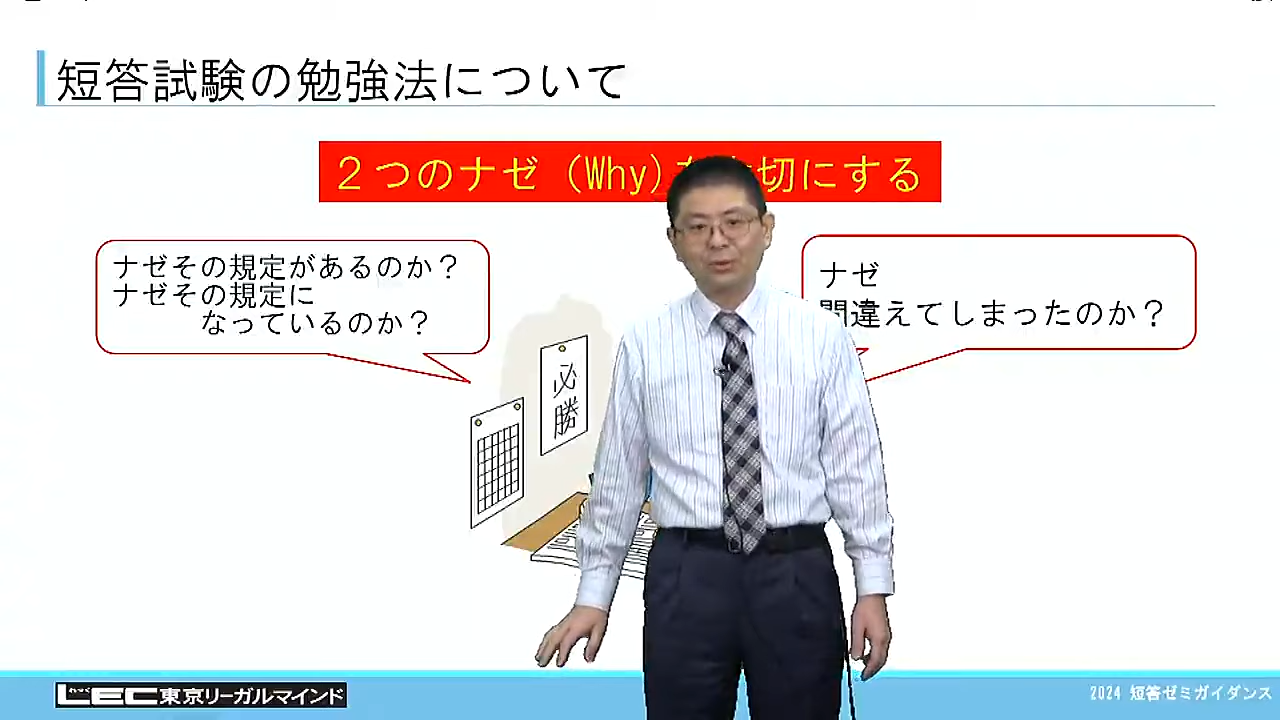 短答試験の勉強法について
２つのナゼ（Why）を大切にする
ナゼその規定があるのか？
ナゼその規定に
なっているのか？
ナゼ
間違えてしまったのか？
必勝
LEC東京リーガルマインド
2024 短答ゼミガイダンス